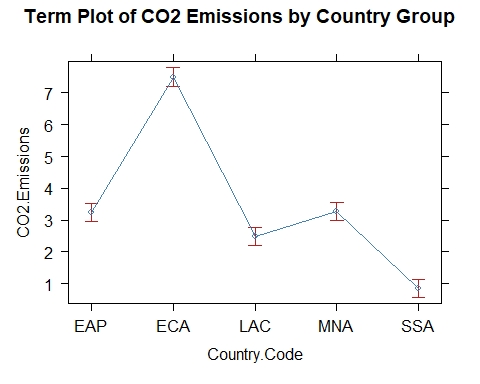 Term Plot of CO2 Emissions by Country Group
CO2.Emissions
7
6
5
4
3
2
1
EAP ECA LAC MNA SSA
Country.Code